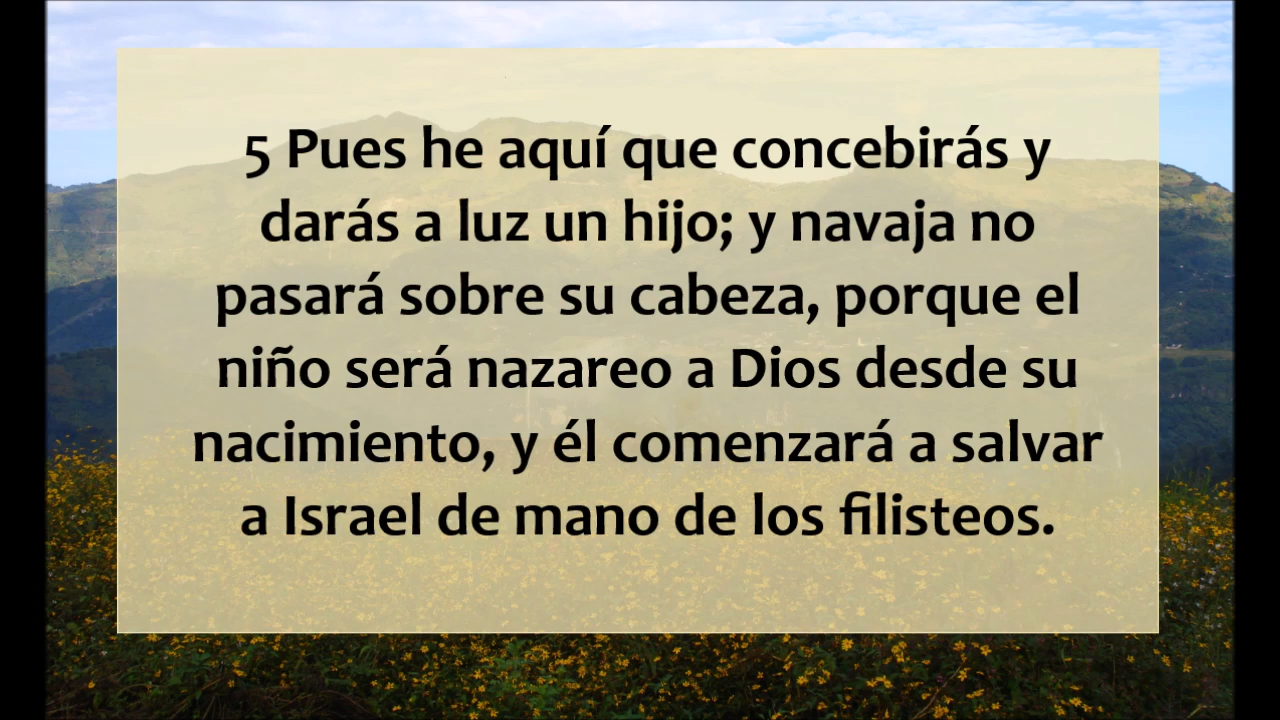 5 Pues he aquí que concebirás y
darás a luz un hijo; y navaja no
pasará sobre su cabeza, porque el
niño será nazareo a Dios desde su
nacimiento, y él comenzará a salvar
a Israel de mano de los filisteos.